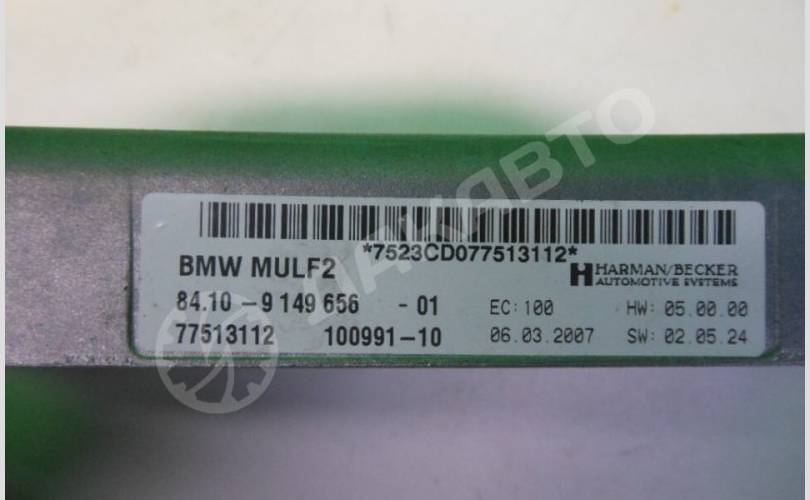 *7523CD077513112*
BMW MULF2
HARMAN/BECKER
AUTOMOTIVE SYSTEMS
84.10-9 149 656 -01 EC:100 HW: 05.00.00
77513112 100991-10 06.03.2007 SW: 02.05.24
ДАКАВТО